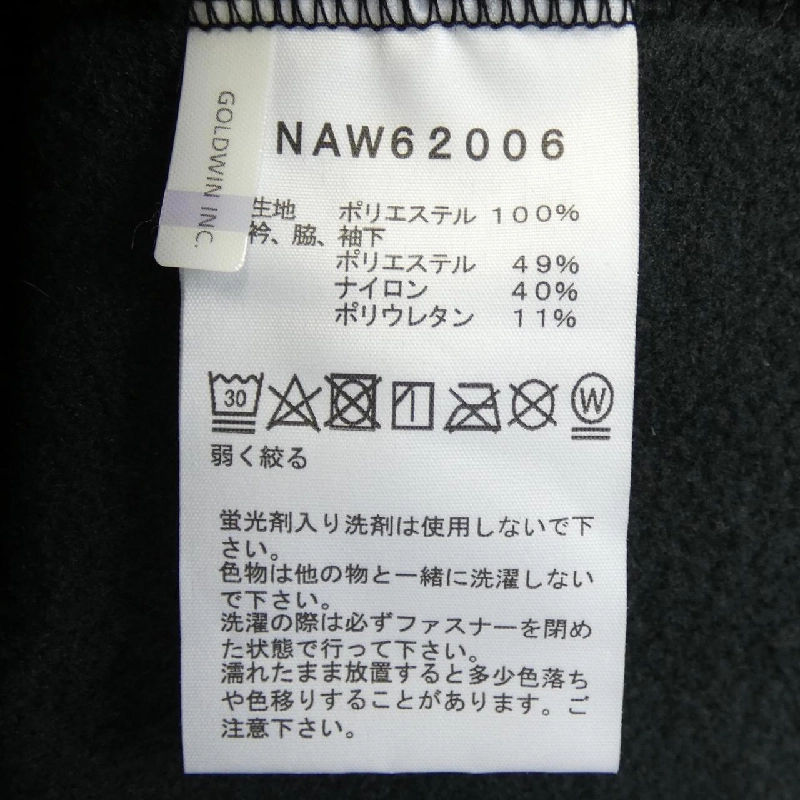 GOLDWIN INC.
NAW62006
生地 ポリエステル 100%
衿、脇、袖下
ポリエステル 49%
ナイロン 40%
ポリウレタン 11%
30
W
弱く絞る
蛍光剤入り洗剤は使用しないで下
さい。
色物は他の物と一緒に洗濯しない
で下さい。
洗濯の際は必ずファスナーを閉め
た状態で行って下さい。
濡れたまま放置すると多少色落ち
や色移りすることがあります。ご
注意下さい。